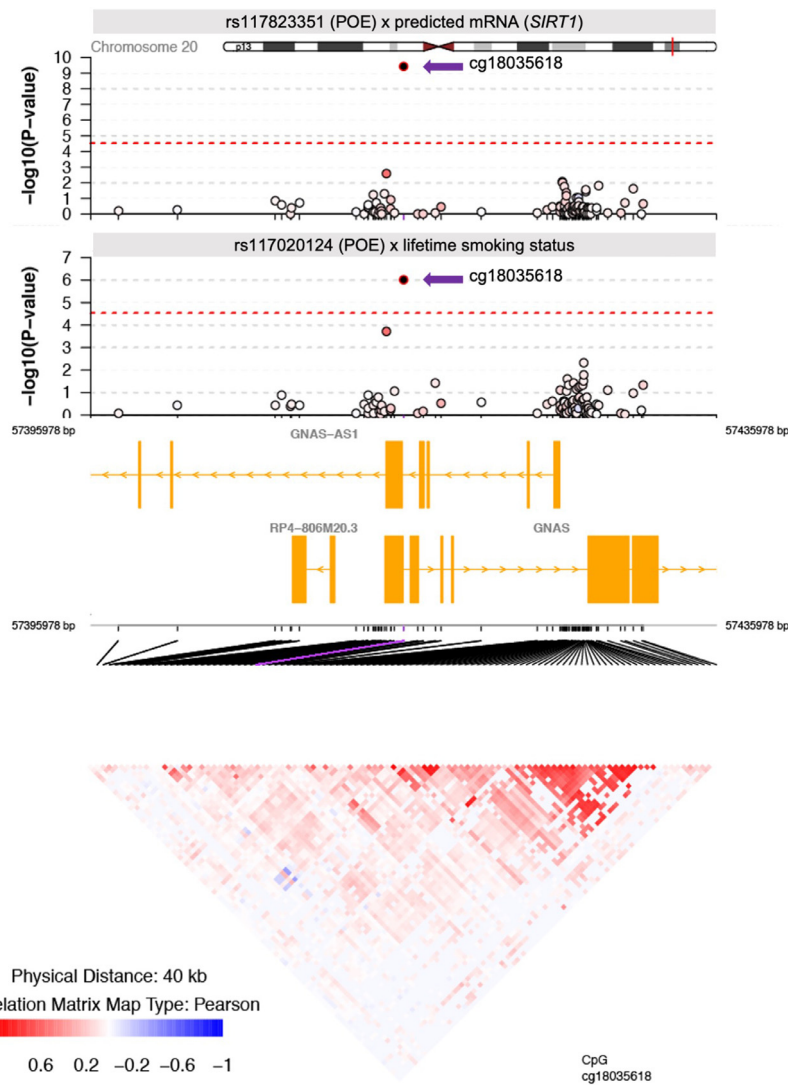 rs117823351 (POE) x predicted mRNA (SIRT1)
Chromosome 20
p13
10
9
8
7
6
5
4
3
2
1
0
−log10(P−value)
cg18035618
rs117020124 (POE) x lifetime smoking status
7
6
5
4
3
2
1
0
−log10(P−value)
cg18035618
57395978 bp
57435978 bp
GNAS−AS1
RP4−806M20.3
GNAS
57395978 bp
57435978 bp
Physical Distance: 40 kb
elation Matrix Map Type: Pearson
0.6 0.2 −0.2 −0.6 −1
CpG
cg18035618